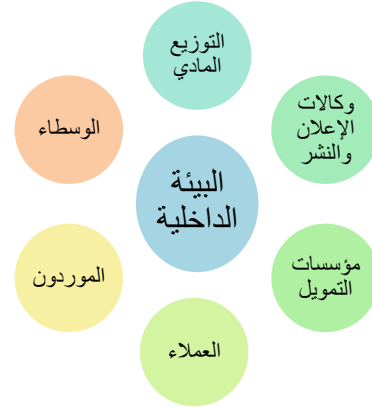 التوزيع
المادي
وكالات
الإعلان
والنشر
مؤسسات
التمويل
العملاء
الموردون
الوسطاء
البيئة
الداخلية